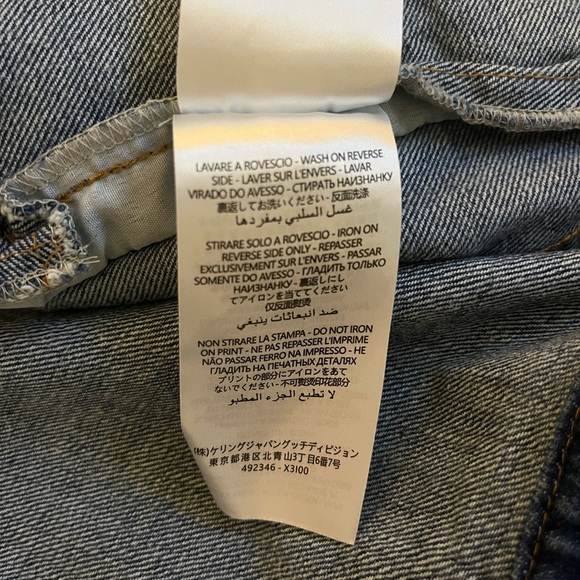 LAVARE A ROVESCIO - WASH ON REVERSE
SIDE - LAVER SUR L'ENVERS - LAVAR
VIRADO DO AVESSO - СТИРАТЬ НАИЗНАНКУ
裏返してお洗いください - 反面洗涤
غسل السلبي بمفردها
STIRARE SOLO A ROVESCIO - IRON ON
REVERSE SIDE ONLY - REPASSER
EXCLUSIVEMENT SUR L'ENVERS - PASSAR
SOMENTE DO AVESSO - ГЛАДИТЬ ТОЛЬКО
НАИЗНАНКУ - 裏返しにし
てアイロンを当ててください
仅反面熨烫
ضد انبعاثات ينبغي
NON STIRARE LA STAMPA - DO NOT IRON
ON PRINT - NE PAS REPASSER L'IMPRIME
NÃO PASSAR FERRO NA IMPRESSO - НЕ
ГЛАДИТЬ НА ПЕЧАТНЫХ ДЕТАЛЯХ
プリントの部分にアイロンをあて
ないでください - 不可熨烫印花部分
لا تطبع الجزء المطبو
(株)ケリングジャパングッチディビジョン
東京都港区北青山3丁目6番7号
492346 - X3I00